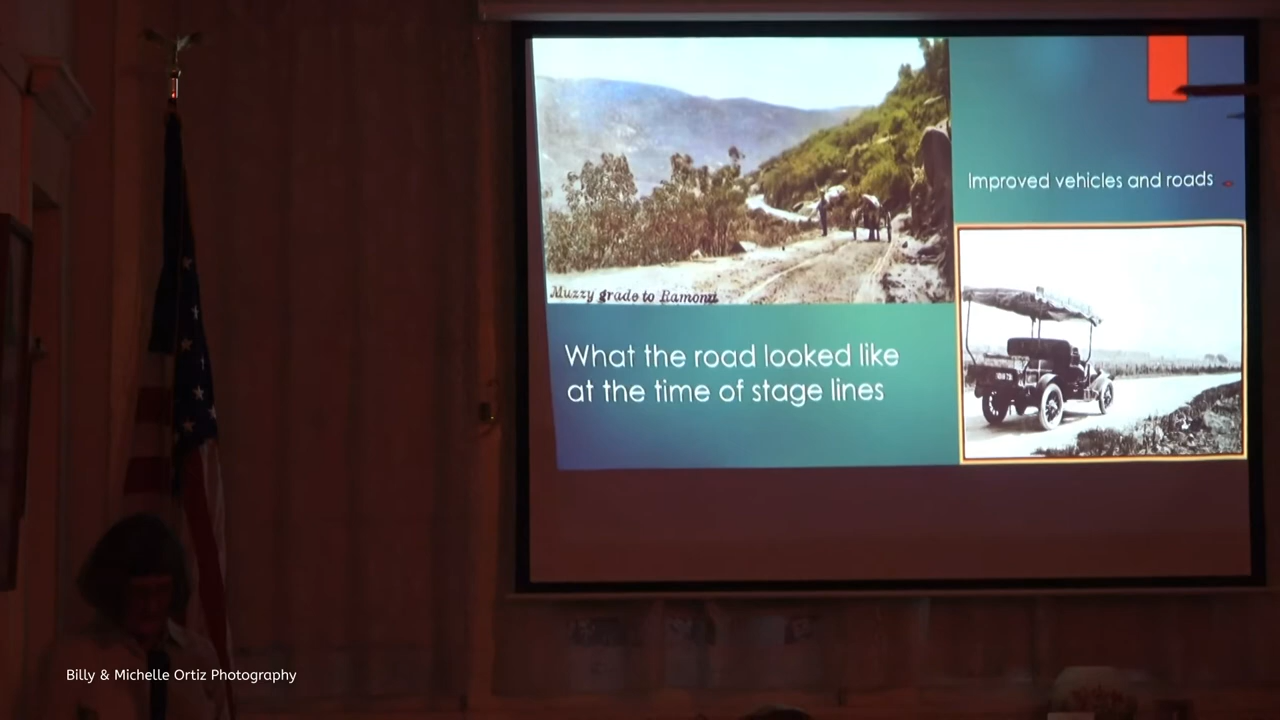 Improved vehicles and roads
Muzzy grade to Ramona
What the road looked like
at the time of stage lines
Billy & Michelle Ortiz Photography